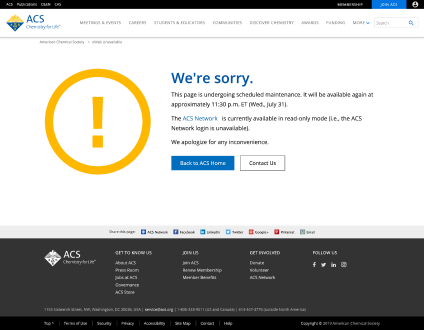 ACS Publications C&EN CAS
MEMBERSHIP JOIN ACS
ACS
Chemistry for Life™
MEETINGS & EVENTS CAREERS STUDENTS & EDUCATORS COMMUNITIES DISCOVER CHEMISTRY AWARDS FUNDING MORE Search
American Chemical Society > eWeb Unavailable
We're sorry.
This page is undergoing scheduled maintenance. It will be available again at
approximately 11:30 p.m. ET (Wed., July 31).
The ACS Network is currently available in read-only mode (i.e., the ACS
Network login is unavailable).
We apologize for any inconvenience.
Back to ACS Home Contact Us
Share this page: ACS Network Facebook LinkedIn Twitter Google+ Pinterest Email
ACS
Chemistry for Life™
GET TO KNOW US JOIN US GET INVOLVED FOLLOW US
About ACS Join ACS Donate
Press Room Renew Membership Volunteer
Jobs at ACS Member Benefits ACS Network
Governance
ACS Store
1155 Sixteenth Street, NW, Washington, DC 20036, USA | service@acs.org | 1-800-333-9511 (US and Canada) | 614-447-3776 (outside North America)
Top ^ Terms of Use Security Privacy Accessibility Site Map Contact Help Copyright © 2019 American Chemical Society